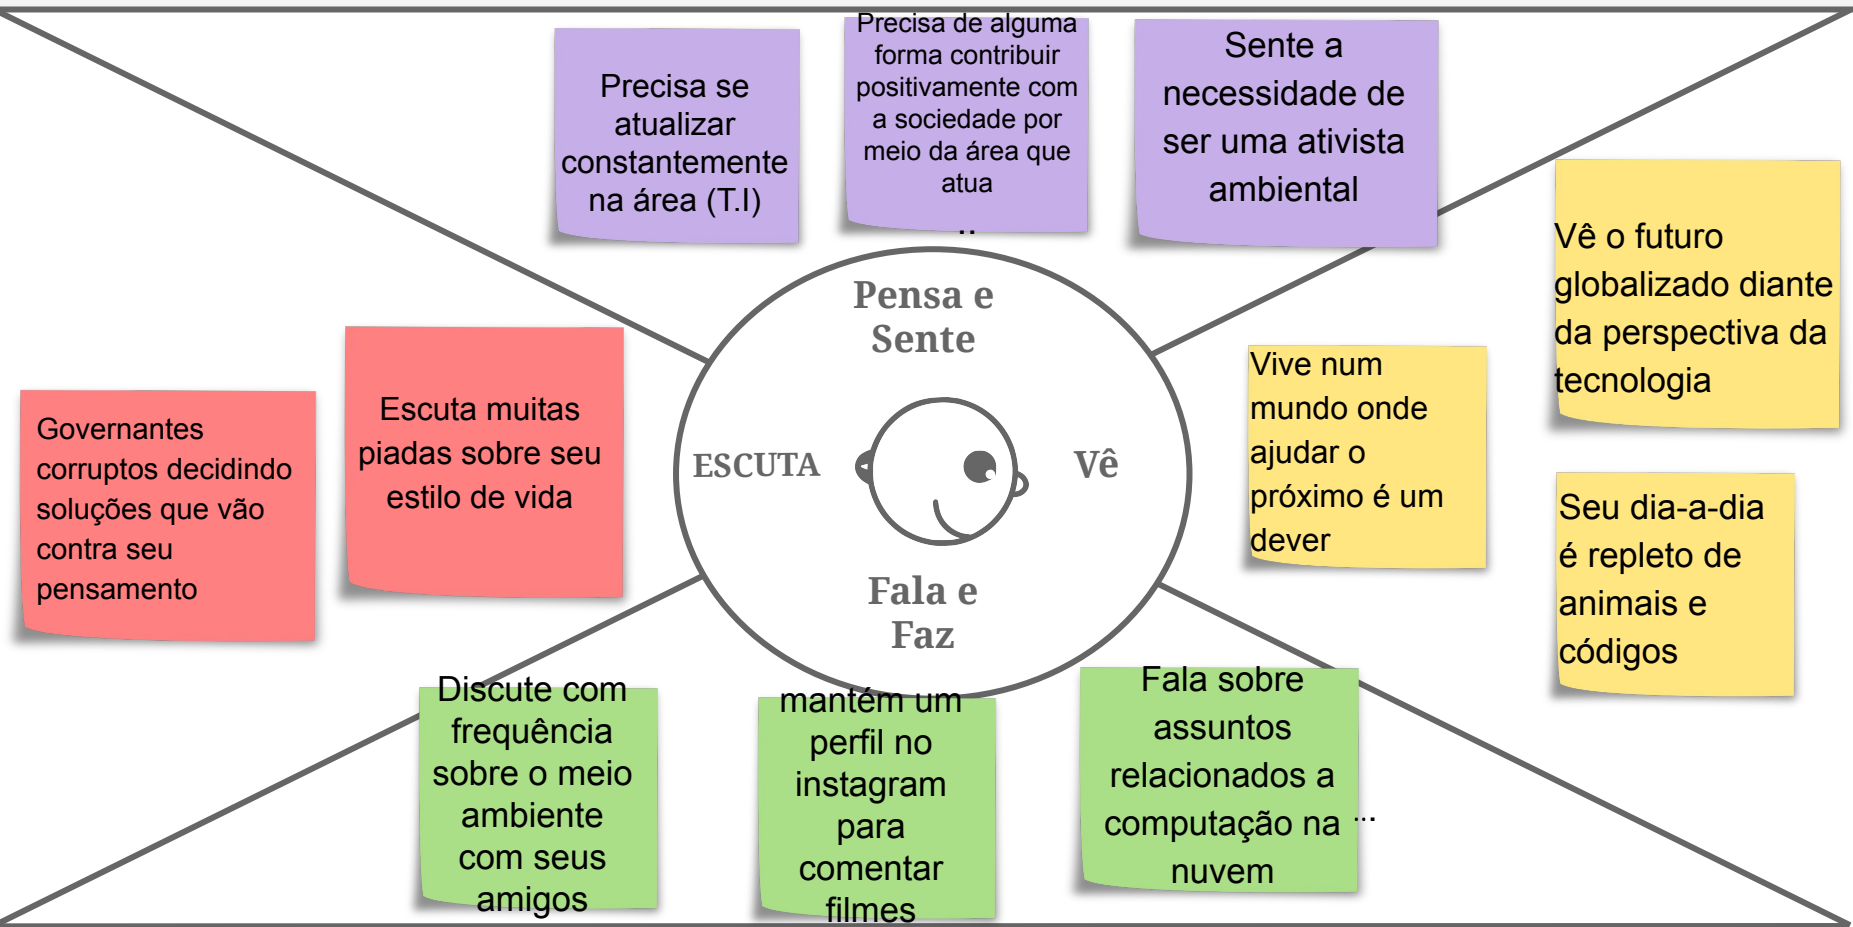 Precisa se
atualizar
constantemente
na área (T.I)
Precisa de alguma
forma contribuir
positivamente com
a sociedade por
meio da área que
atua
..
Sente a
necessidade de
ser uma ativista
ambiental
Vê o futuro
globalizado diante
da perspectiva da
tecnologia
Pensa e
Sente
Governantes
corruptos decidindo
soluções que vão
contra seu
pensamento
Escuta muitas
piadas sobre seu
estilo de vida
ESCUTA
Vê
Vive num
mundo onde
ajudar o
próximo é um
dever
Seu dia-a-dia
é repleto de
animais e
códigos
Fala e
Faz
Discute com
frequência
sobre o meio
ambiente
com seus
amigos
mantém um
perfil no
instagram
para
comentar
filmes
Fala sobre
assuntos
relacionados a
computação na
nuvem
...